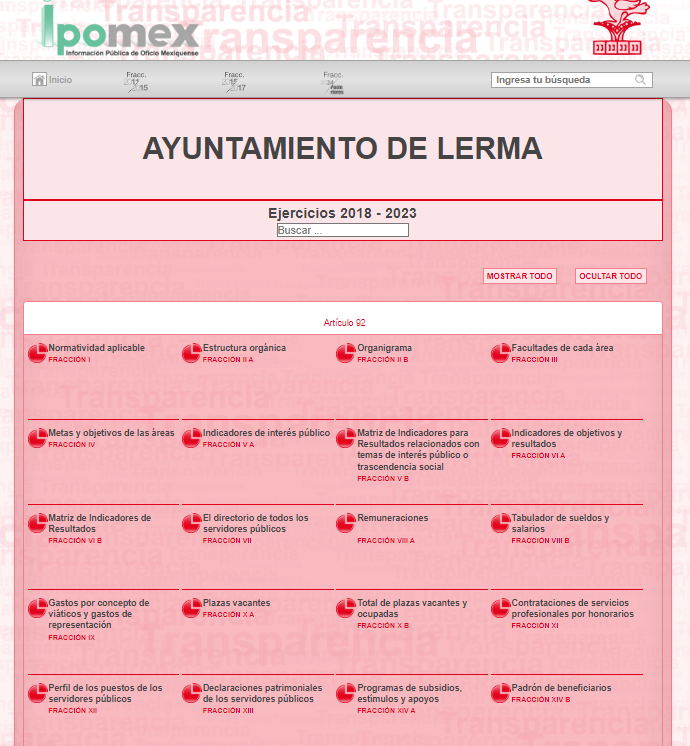 ipomex
Información Pública de Oficio Mexiquense
Inicio
Fracc.
Fracc.
Fracc.
15
17
Ingresa tu búsqueda
AYUNTAMIENTO DE LERMA
Ejercicios 2018 - 2023
Buscar ...
MOSTRAR TODO
OCULTAR TODO
Artículo 92
Normatividad aplicable
FRACCIÓN I
Estructura orgánica
FRACCIÓN II A
Organigrama
FRACCIÓN II B
Facultades de cada área
FRACCIÓN III
Metas y objetivos de las áreas
FRACCIÓN IV
Indicadores de interés público
FRACCIÓN V A
Matriz de Indicadores para
Resultados relacionados con
temas de interés público o
trascendencia social
FRACCIÓN V B
Indicadores de objetivos y
resultados
FRACCIÓN VI A
Matriz de Indicadores de
Resultados
FRACCIÓN VI B
El directorio de todos los
servidores públicos
FRACCIÓN VII
Remuneraciones
FRACCIÓN VIII A
Tabulador de sueldos y
salarios
FRACCIÓN VIII B
Gastos por concepto de
viáticos y gastos de
representación
FRACCIÓN IX
Plazas vacantes
FRACCIÓN X A
Total de plazas vacantes y
ocupadas
FRACCIÓN X B
Contrataciones de servicios
profesionales por honorarios
FRACCIÓN XI
Perfil de los puestos de los
servidores públicos
FRACCIÓN XII
Declaraciones patrimoniales
de los servidores públicos
FRACCIÓN XIII
Programas de subsidios,
estímulos y apoyos
FRACCIÓN XIV A
Padrón de beneficiarios
FRACCIÓN XIV B